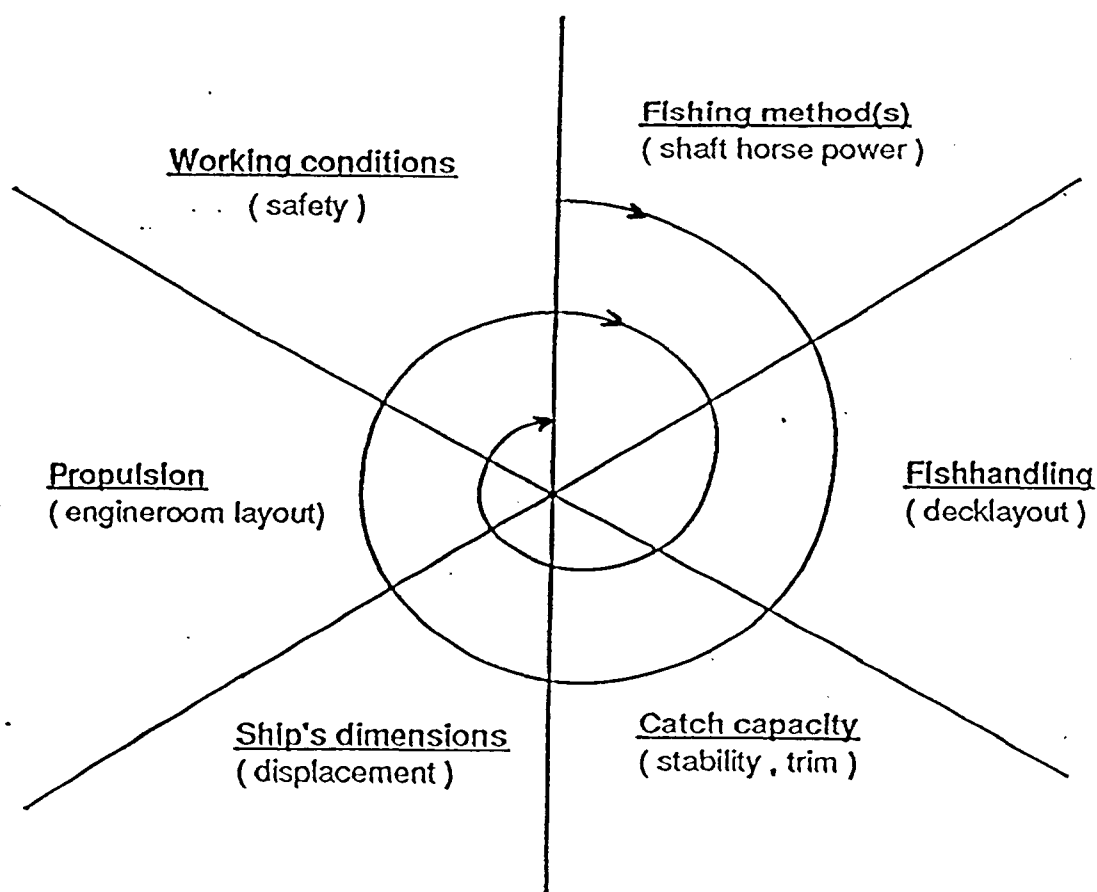 Fishing method(s)
( shaft horse power )
Working conditions
( safety )
Propulsion
( engineroom layout)
Fishhandling
( decklayout )
Ship's dimensions
( displacement )
Catch capacity
( stability , trim )